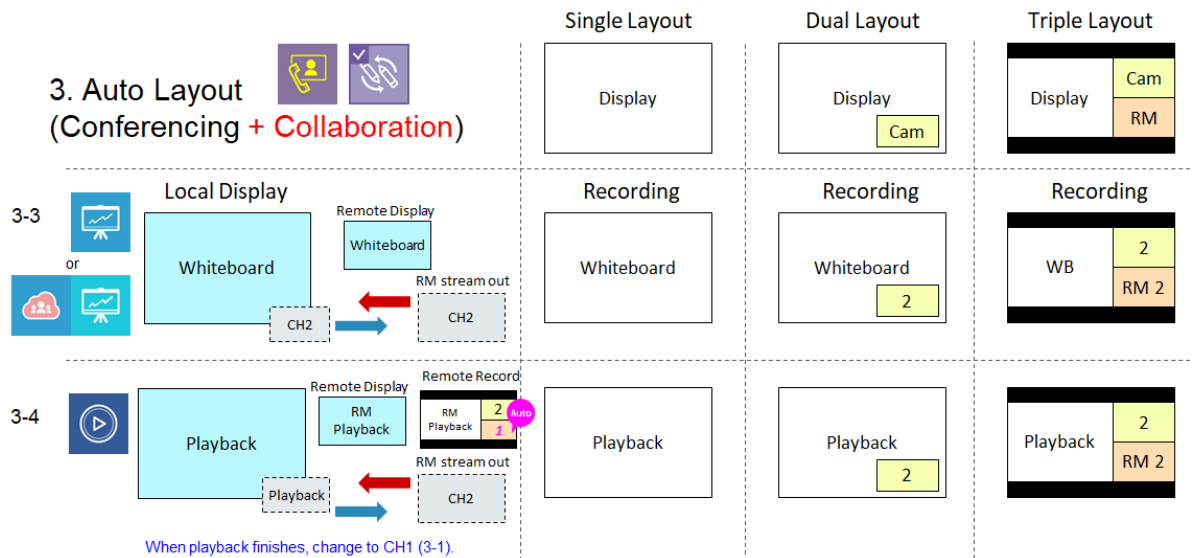 Single Layout
Dual Layout
Triple Layout
3. Auto Layout
(Conferencing + Collaboration)
Display
Display
Cam
Display
Cam
RM
3-3
or
Local Display
Whiteboard
CH2
Remote Display
Whiteboard
RM stream out
CH2
Recording
Whiteboard
Recording
Whiteboard
2
Recording
WB
2
RM 2
3-4
Playback
Playback
Remote Display
RM
Playback
Remote Record
RM
Playback
2
1
Auto
RM stream out
CH2
When playback finishes, change to CH1 (3-1).
Playback
Playback
2
Playback
2
RM 2